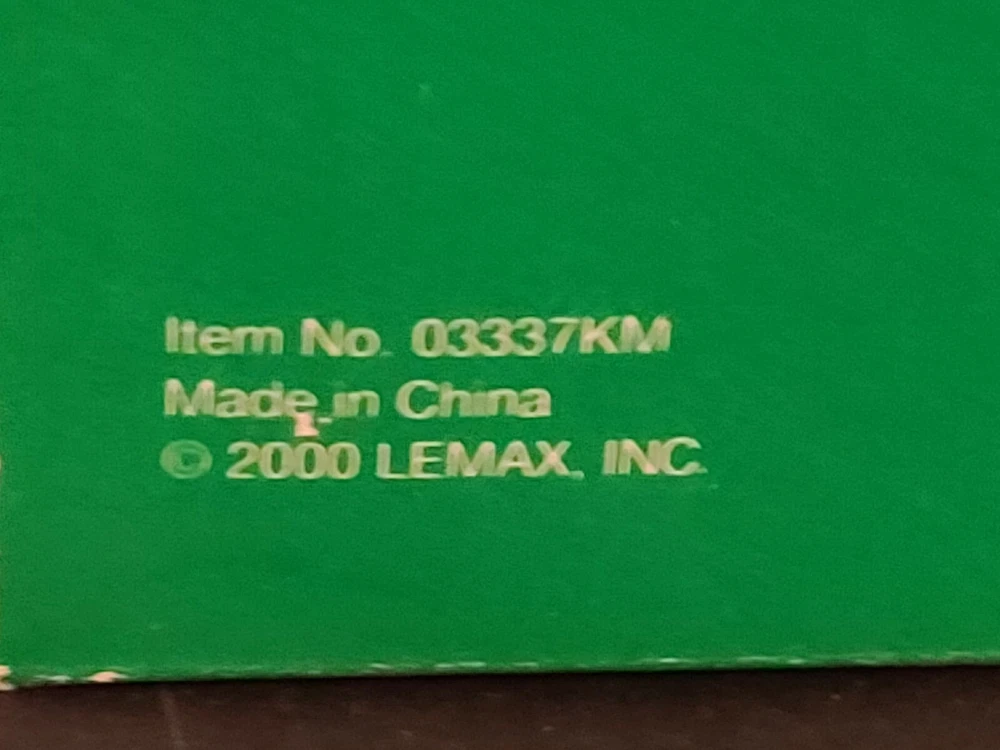 Item No. 03337KM
Made in China
© 2000 LEMAX, INC.